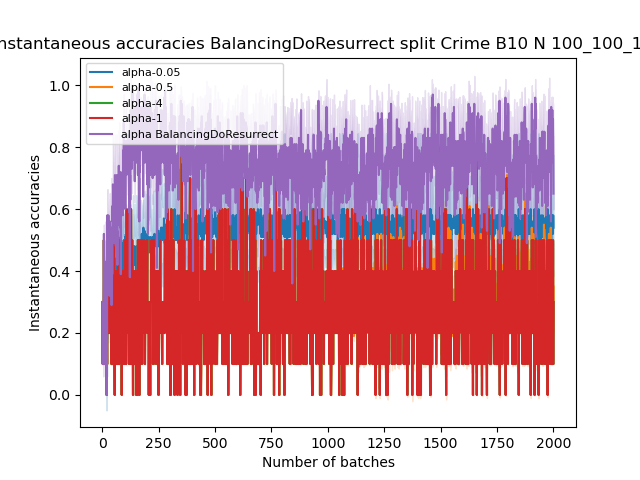 nstantaneous accuracies BalancingDoResurrect split Crime B10 N 100_100_1
alpha-0.05
alpha-0.5
alpha-4
alpha-1
alpha BalancingDoResurrect
1.0
0.8
0.6
0.4
0.2
0.0
Instantaneous accuracies
0 250 500 750 1000 1250 1500 1750 2000
Number of batches